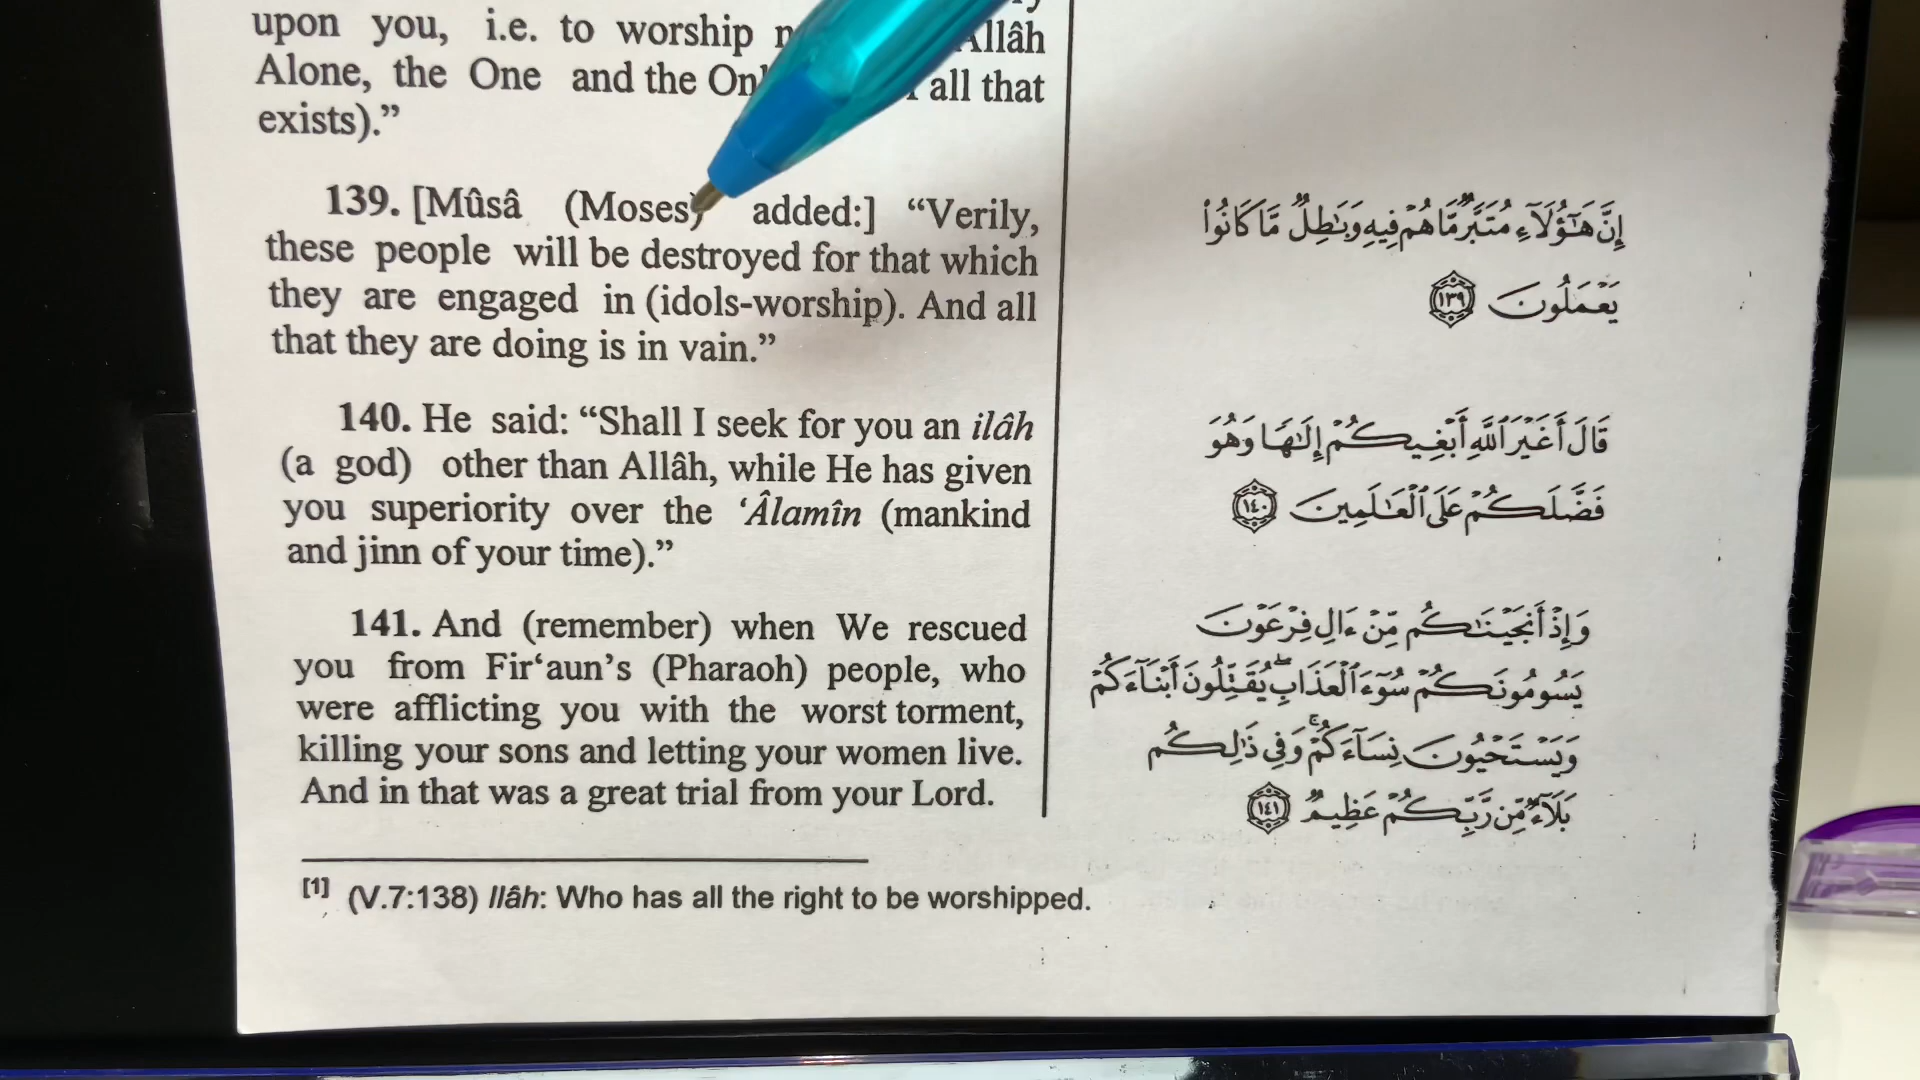 upon you, i.e. to worship Allâh
Alone, the One and the all that
exists).”
139. [Mûsâ (Moses) added:] “Verily,
these people will be destroyed for that which
they are engaged in (idols-worship). And all
that they are doing is in vain.”
140. He said: “Shall I seek for you an ilâh
(a god) other than Allâh, while He has given
you superiority over the ‘Âlamîn (mankind
and jinn of your time).”
141. And (remember) when We rescued
you from Fir‘aun’s (Pharaoh) people, who
were afflicting you with the worst torment,
killing your sons and letting your women live.
And in that was a great trial from your Lord.
[1] (V.7:138) Ilâh: Who has all the right to be worshipped.
إِنَّ هَٰٓؤُلَآءِ مُتَبَّرٌ مَّا هُمْ فِيهِ وَبَٰطِلٌ مَّا كَانُوا۟
يَعْمَلُونَ ١٣٩
قَالَ أَغَيْرَ ٱللَّهِ أَبْغِيكُمْ إِلَٰهًا وَهُوَ
فَضَّلَكُمْ عَلَى ٱلْعَٰلَمِينَ ١٤٠
وَإِذْ أَنجَيْنَٰكُم مِّنْ ءَالِ فِرْعَوْنَ
يَسُومُونَكُمْ سُوٓءَ ٱلْعَذَابِ ۖ يُقَتِّلُونَ أَبْنَآءَكُمْ
وَيَسْتَحْيُونَ نِسَآءَكُمْ ۚ وَفِى ذَٰلِكُم
بَلَآءٌ مِّن رَّبِّكُمْ عَظِيمٌ ١٤١